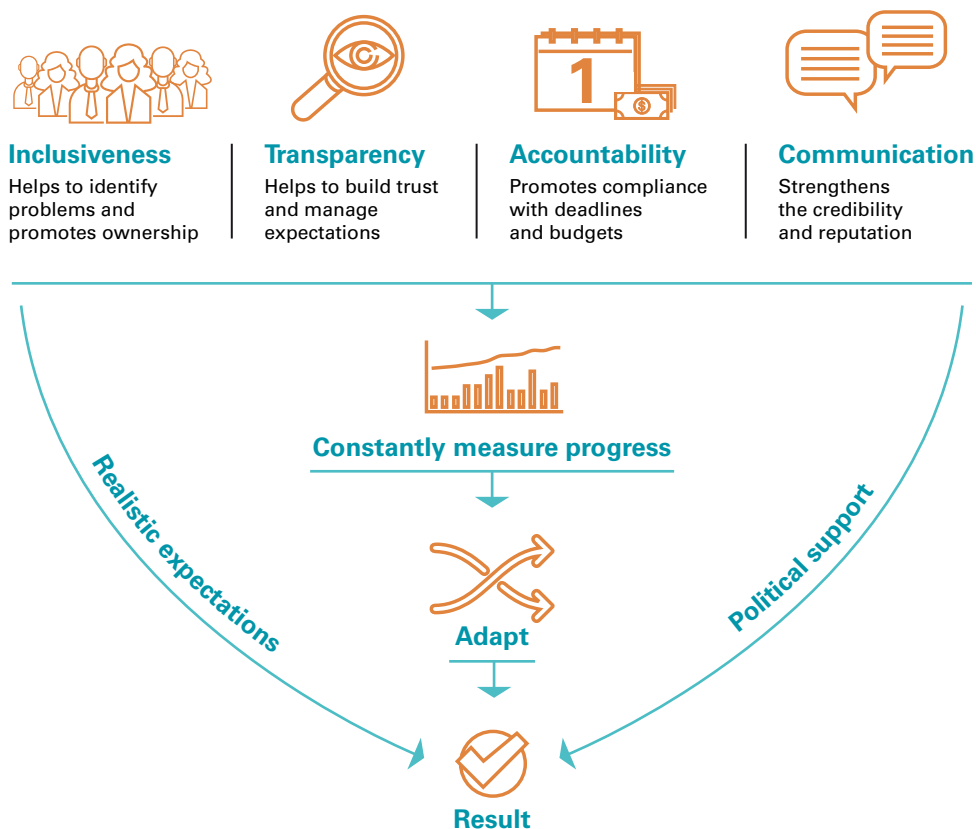 1
$
Inclusiveness
Helps to identify
problems and
promotes ownership
Transparency
Helps to build trust
and manage
expectations
Accountability
Promotes compliance
with deadlines
and budgets
Communication
Strengthens
the credibility
and reputation
Constantly measure progress
Realistic expectations
Political support
Adapt
Result